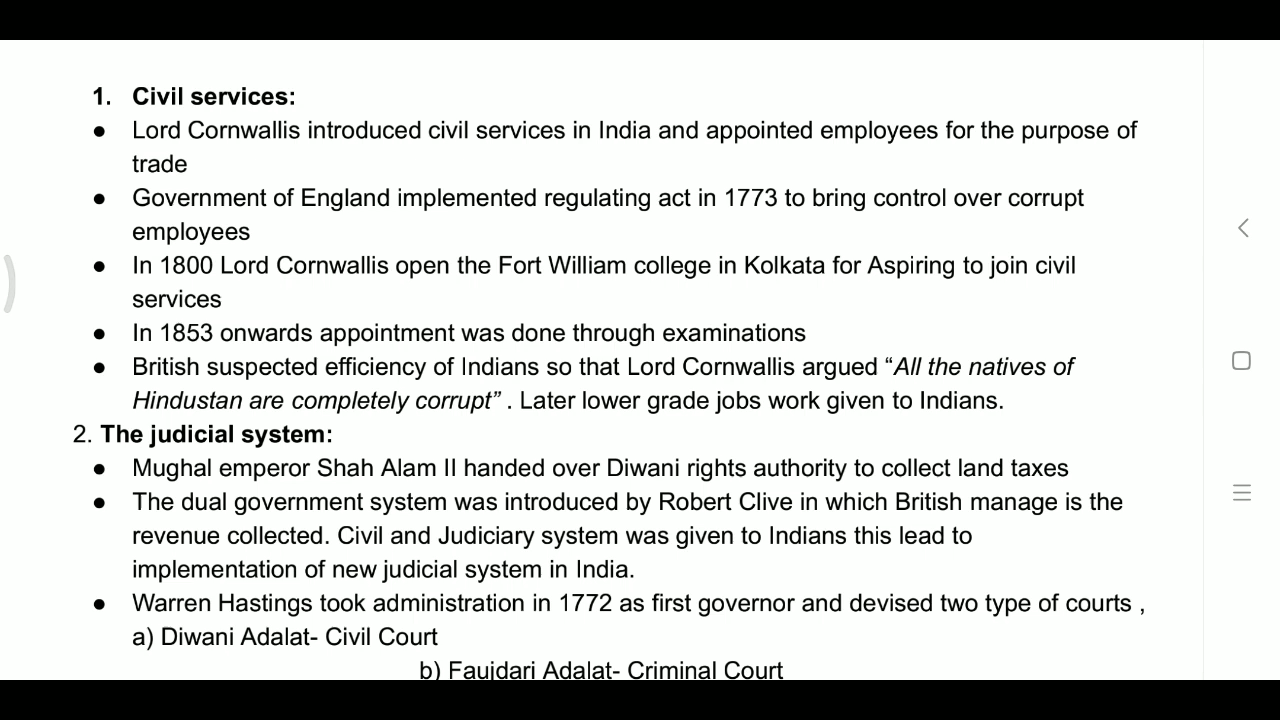 1. Civil services:
● Lord Cornwallis introduced civil services in India and appointed employees for the purpose of
trade
● Government of England implemented regulating act in 1773 to bring control over corrupt
employees
● In 1800 Lord Cornwallis open the Fort William college in Kolkata for Aspiring to join civil
services
● In 1853 onwards appointment was done through examinations
● British suspected efficiency of Indians so that Lord Cornwallis argued “All the natives of
Hindustan are completely corrupt” . Later lower grade jobs work given to Indians.
2. The judicial system:
● Mughal emperor Shah Alam II handed over Diwani rights authority to collect land taxes
● The dual government system was introduced by Robert Clive in which British manage is the
revenue collected. Civil and Judiciary system was given to Indians this lead to
implementation of new judicial system in India.
● Warren Hastings took administration in 1772 as first governor and devised two type of courts ,
a) Diwani Adalat- Civil Court
b) Faujdari Adalat- Criminal Court